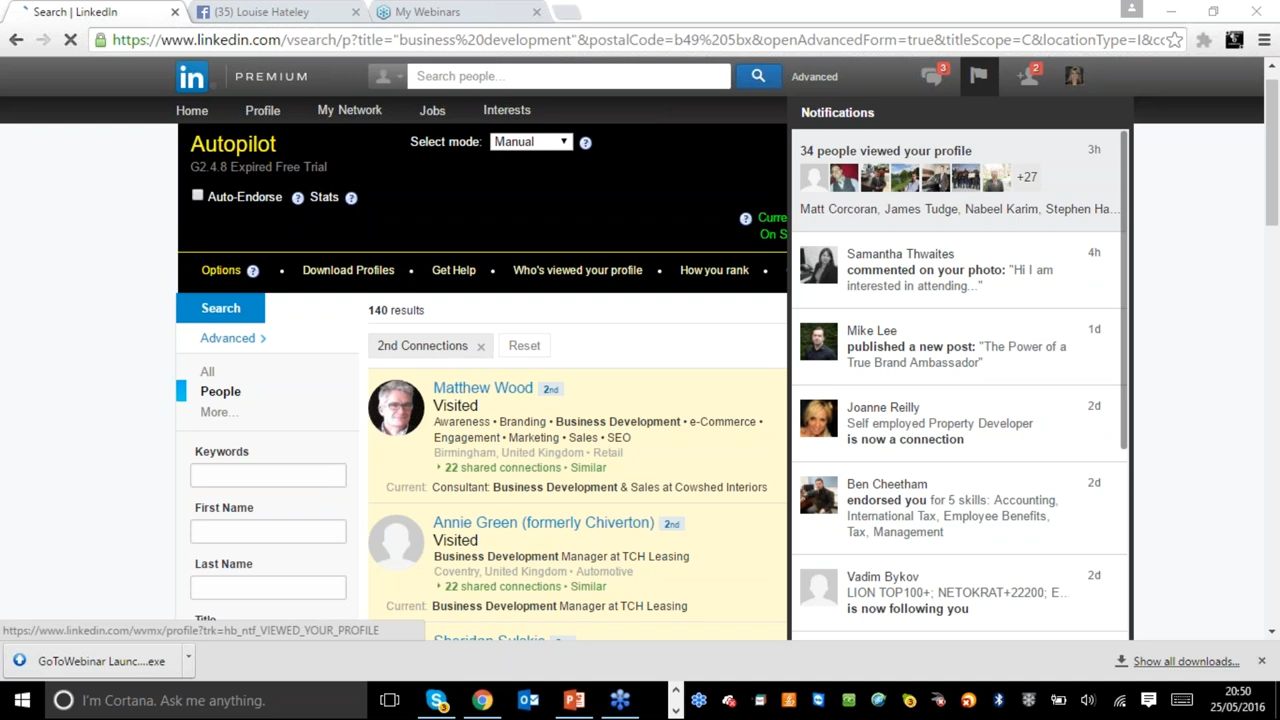 Search | LinkedIn
(35) Louise Hateley
My Webinars
https://www.linkedin.com/vsearch/p?title="business%20development"&postalCode=b49%205bx&openAdvancedForm=true&titleScope=C&locationType=I&cc
in PREMIUM
Search people...
Advanced
3
2
Home Profile My Network Jobs Interests
Notifications
Autopilot
G2.4.8 Expired Free Trial
Select mode: Manual ?
Auto-Endorse ? Stats ?
? Curre
On S
Options ? • Download Profiles • Get Help • Who's viewed your profile • How you rank •
34 people viewed your profile 3h
+27
Matt Corcoran, James Tudge, Nabeel Karim, Stephen Ha...
Samantha Thwaites 4h
commented on your photo: "Hi I am
interested in attending..."
Mike Lee 1d
published a new post: "The Power of a
True Brand Ambassador"
Joanne Reilly 2d
Self employed Property Developer
is now a connection
Ben Cheetham 2d
endorsed you for 5 skills: Accounting,
International Tax, Employee Benefits,
Tax, Management
Vadim Bykov 2d
LION TOP100+; NETOKRAT+22200; E...
is now following you
Search
Advanced >
All
People
More...
Keywords
First Name
Last Name
Title
140 results
2nd Connections × Reset
Matthew Wood 2nd
Visited
Awareness • Branding • Business Development • e-Commerce •
Engagement • Marketing • Sales • SEO
Birmingham, United Kingdom • Retail
22 shared connections • Similar
Current: Consultant: Business Development & Sales at Cowshed Interiors
Annie Green (formerly Chiverton) 2nd
Visited
Business Development Manager at TCH Leasing
Coventry, United Kingdom • Automotive
22 shared connections • Similar
Current: Business Development Manager at TCH Leasing
https://www.linkedin.com/wvmx/profile?trk=hb_ntf_VIEWED_YOUR_PROFILE
GoToWebinar Launc....exe
Show all downloads...
I'm Cortana. Ask me anything.
20:50
25/05/2016